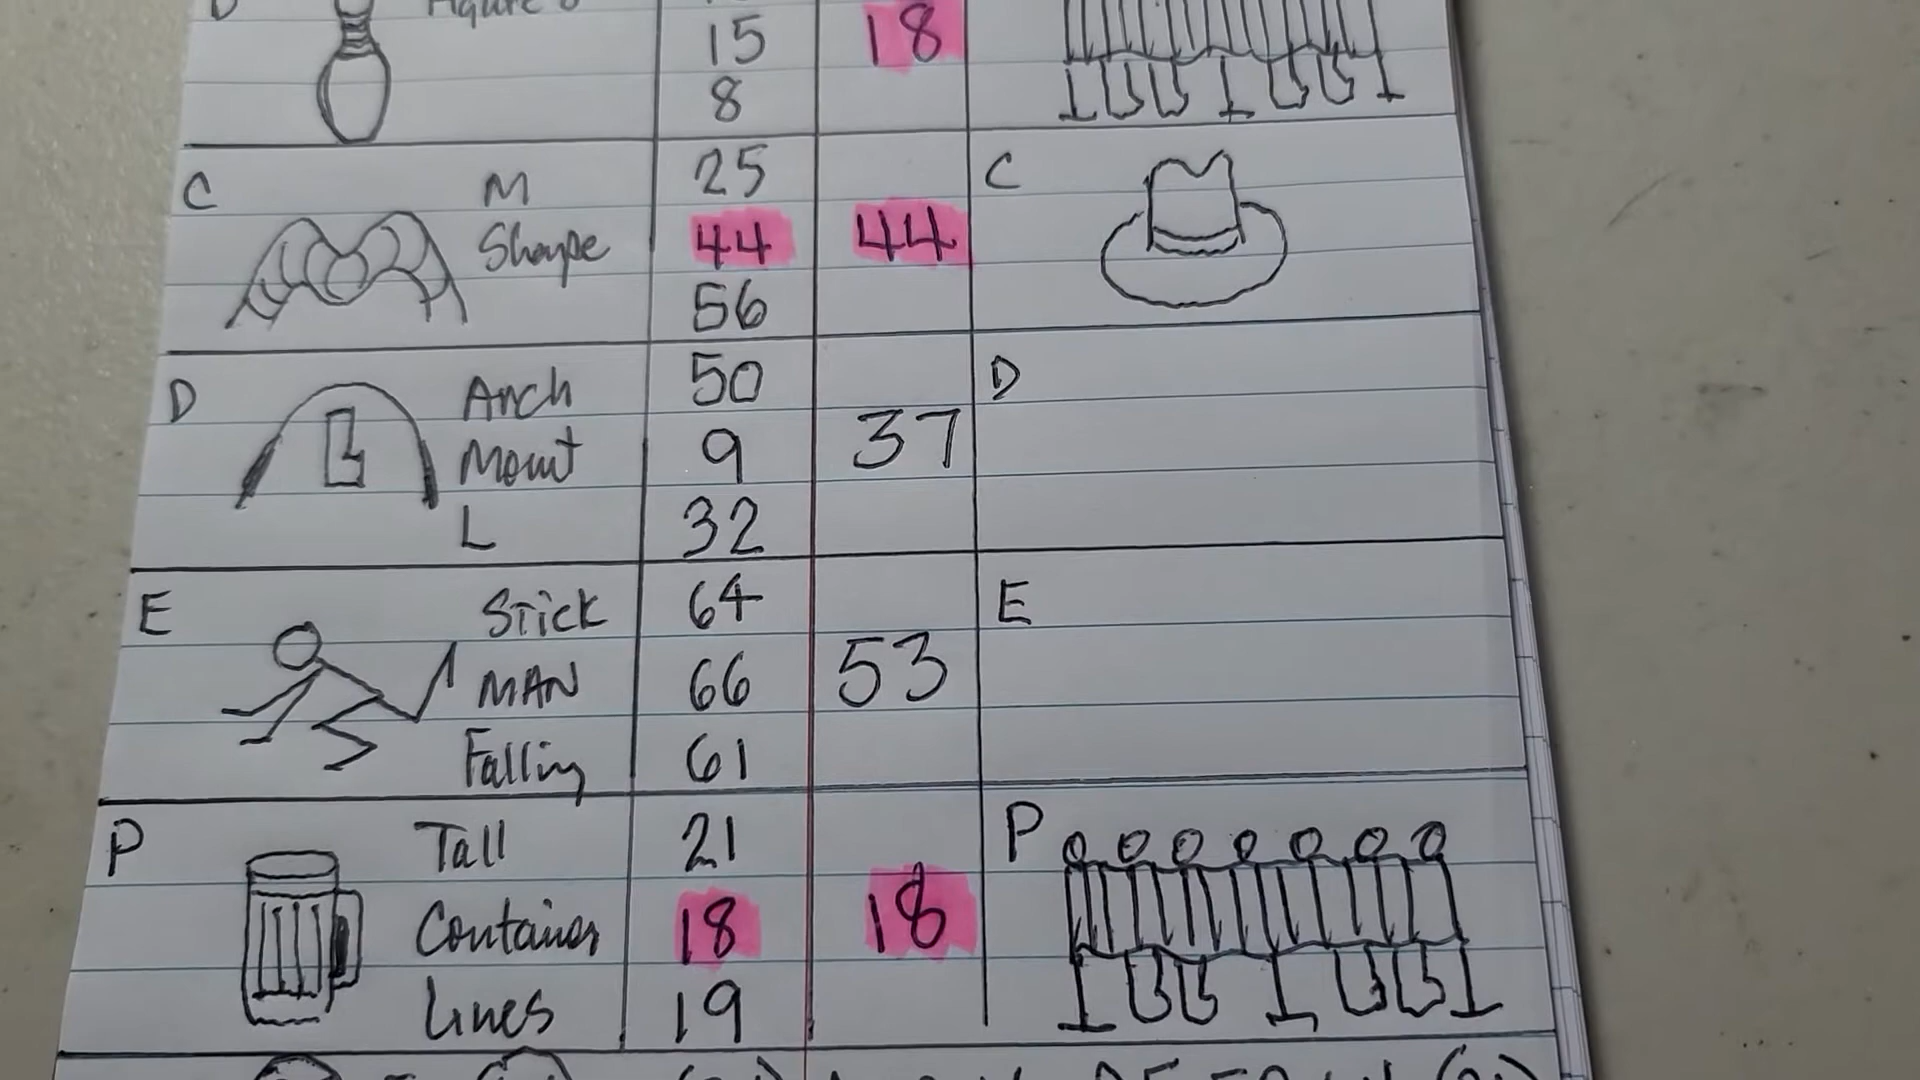 15 18
8
C M 25 C
Shape 44 44
56
D Arch 50 D
Mount 9 37
L 32
E Stick 64 E
MAN 66 53
Falling 61
P Tall 21 P
Container 18 18
Lines 19